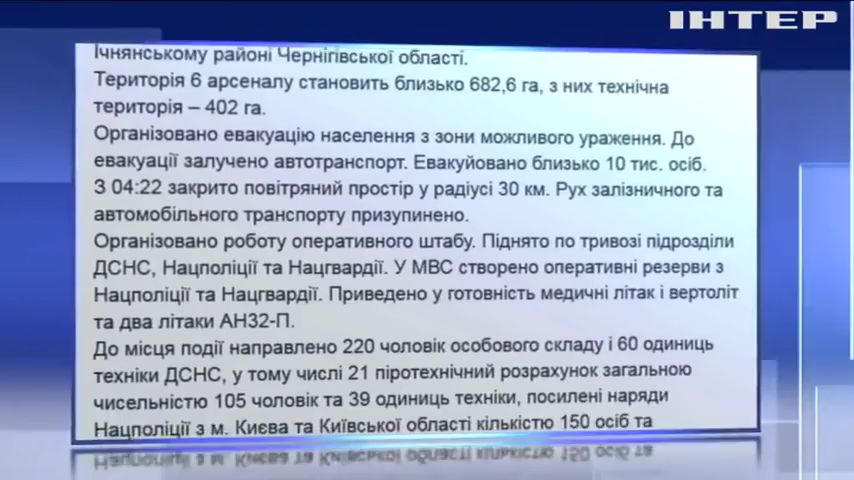 ІНТЕР
Ічнянському районі Чернігівської області.
Територія 6 арсеналу становить близько 682,6 га, з них технічна
територія – 402 га.
Організовано евакуацію населення з зони можливого ураження. До
евакуації залучено автотранспорт. Евакуйовано близько 10 тис. осіб.
З 04:22 закрито повітряний простір у радіусі 30 км. Рух залізничного та
автомобільного транспорту призупинено.
Організовано роботу оперативного штабу. Піднято по тривозі підрозділи
ДСНС, Нацполіції та Нацгвардії. У МВС створено оперативні резерви з
Нацполіції та Нацгвардії. Приведено у готовність медичні літак і вертоліт
та два літаки АН32-П.
До місця події направлено 220 чоловік особового складу і 60 одиниць
техніки ДСНС, у тому числі 21 піротехнічний розрахунок загальною
чисельністю 105 чоловік та 39 одиниць техніки, посилені наряди
Нацполіції з м. Києва та Київської області кількістю 150 осіб та